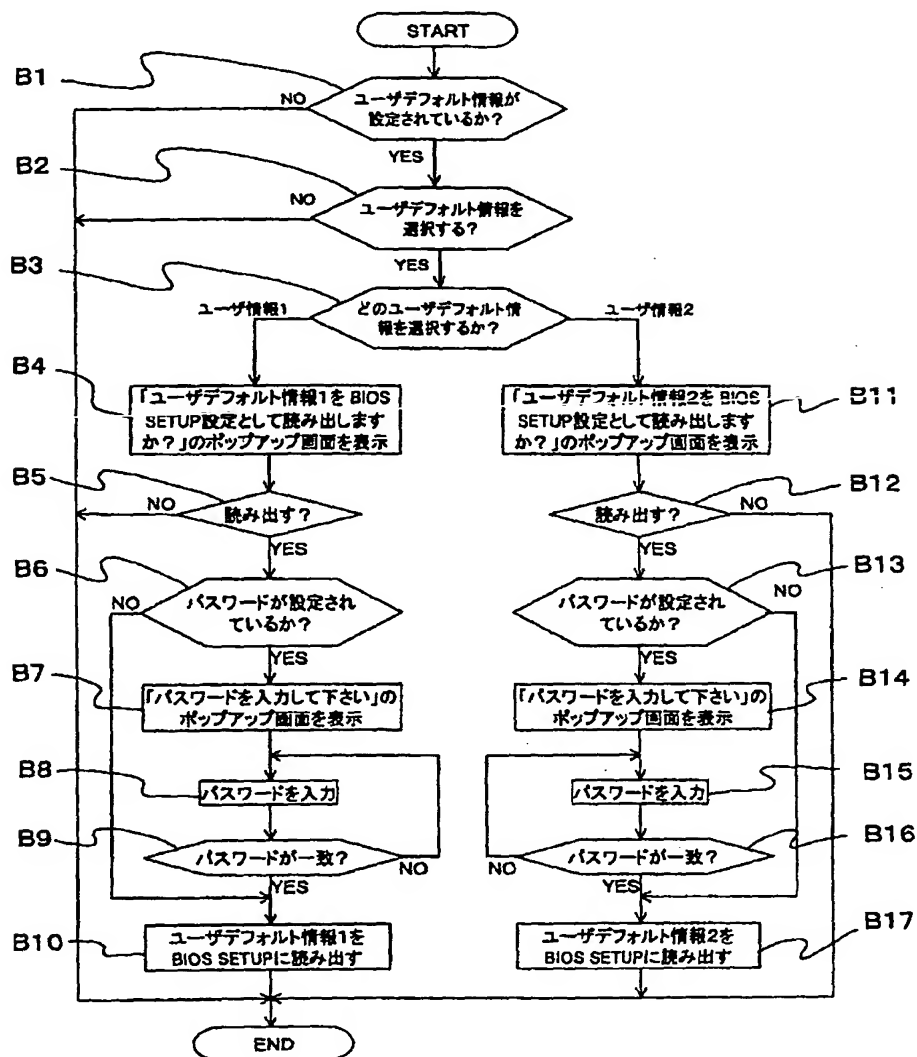 START
B1
NO
ユーザデフォルト情報が
設定されているか?
YES
B2
NO
ユーザデフォルト情報を
選択する?
YES
B3
ユーザ情報1
どのユーザデフォルト情
報を選択するか?
ユーザ情報2
B4
「ユーザデフォルト情報1を BIOS
SETUP設定として読み出します
か?」のポップアップ画面を表示
「ユーザデフォルト情報2を BIOS
SETUP設定として読み出します
か?」のポップアップ画面を表示
B11
B5
NO
読み出す?
YES
読み出す?
NO
YES
B12
B6
NO
パスワードが設定され
ているか?
YES
パスワードが設定され
ているか?
NO
YES
B13
B7
「パスワードを入力して下さい」の
ポップアップ画面を表示
「パスワードを入力して下さい」の
ポップアップ画面を表示
B14
B8
パスワードを入力
パスワードを入力
B15
B9
パスワードが一致?
NO
YES
パスワードが一致?
NO
YES
B16
B10
ユーザデフォルト情報1を
BIOS SETUPに読み出す
ユーザデフォルト情報2を
BIOS SETUPに読み出す
B17
END